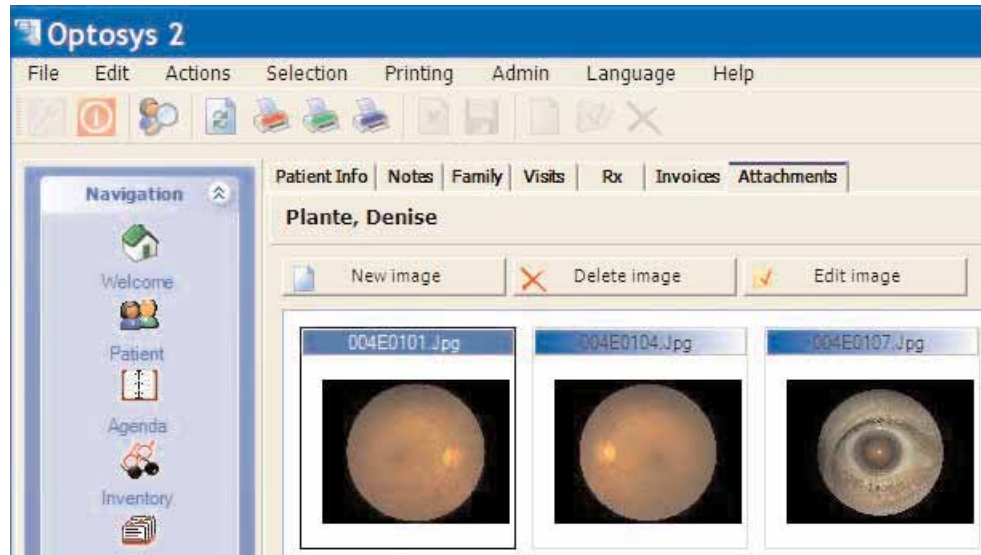 Optosys 2
File Edit Actions Selection Printing Admin Language Help
Navigation
Welcome
Patient
Agenda
Inventory
Patient Info Notes Family Visits Rx Invoices Attachments
Plante, Denise
New image Delete image Edit image
004E0101.Jpg 004E0104.Jpg 004E0107.Jpg